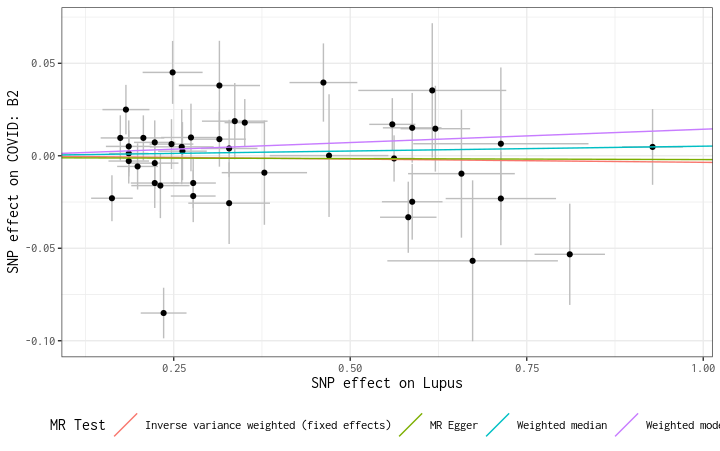 SNP effect on COVID: B2
0.05
0.00
−0.05
−0.10
0.25
0.50
0.75
1.00
SNP effect on Lupus
MR Test
Inverse variance weighted (fixed effects)
MR Egger
Weighted median
Weighted mode